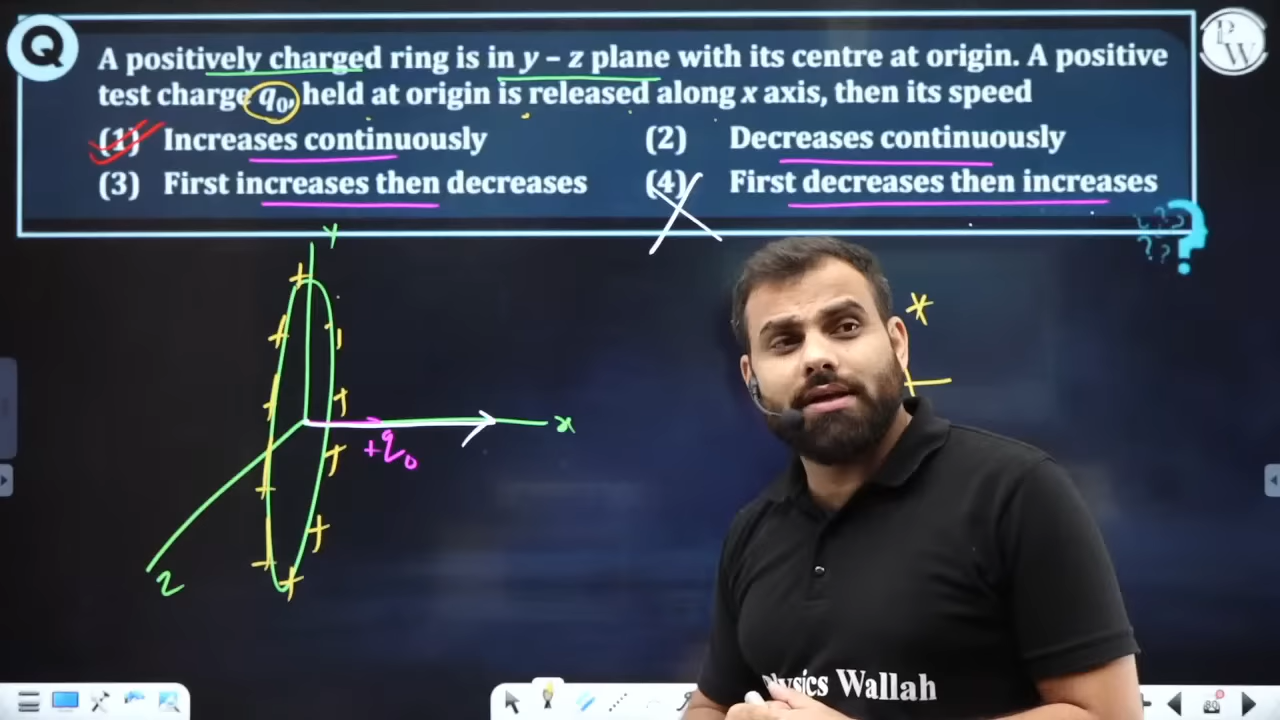 Q
A positively charged ring is in y – z plane with its centre at origin. A positive
test charge q0, held at origin is released along x axis, then its speed
(1) Increases continuously (2) Decreases continuously
(3) First increases then decreases (4) First decreases then increases
P
W
y
x
+q0
z
Physics Wallah